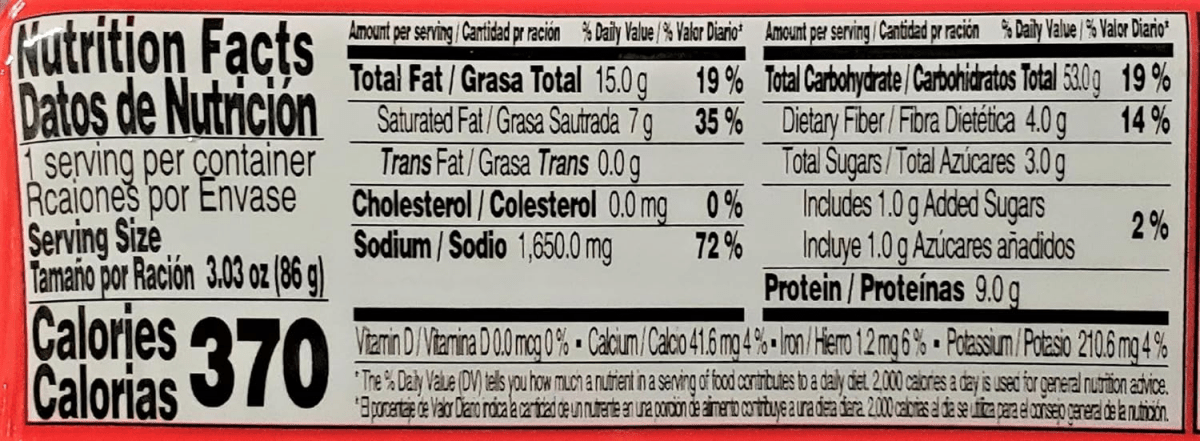 Nutrition Facts
Datos de Nutrición
1 serving per container
Rcaiones por Envase
Serving Size
Tamaño por Ración 3.03 oz (86 g)
Calories
Calorias 370
Amount per serving / Cantidad pr ración % Daily Value / % Valor Diario*
Total Fat / Grasa Total 15.0 g 19 %
Saturated Fat / Grasa Sautrada 7 g 35 %
Trans Fat / Grasa Trans 0.0 g
Cholesterol / Colesterol 0.0 mg 0 %
Sodium / Sodio 1,650.0 mg 72 %
Amount per serving / Cantidad pr ración % Daily Value / % Valor Diario*
Total Carbohydrate / Carbohidratos Total 53.0 g 19 %
Dietary Fiber / Fibra Dietética 4.0 g 14 %
Total Sugars / Total Azúcares 3.0 g
Includes 1.0 g Added Sugars
Incluye 1.0 g Azúcares añadidos 2 %
Protein / Proteínas 9.0 g
Vitamin D / Vitamina D 0.0 mcg 0 % • Calcium / Calcio 41.6 mg 4 % • Iron / Hierro 1.2 mg 6 % • Potassium / Potasio 210.6 mg 4 %
*The % Daily Value (DV) tells you how much a nutrient in a serving of food contributes to a daily diet. 2,000 calories a day is used for general nutrition advice.
*El porcentaje de Valor Diario indica la cantidad de un nutriente en una porción de alimento contribuye a una dieta diaria. 2,000 calorías al día se utiliza para el consejo general de la nutrición.